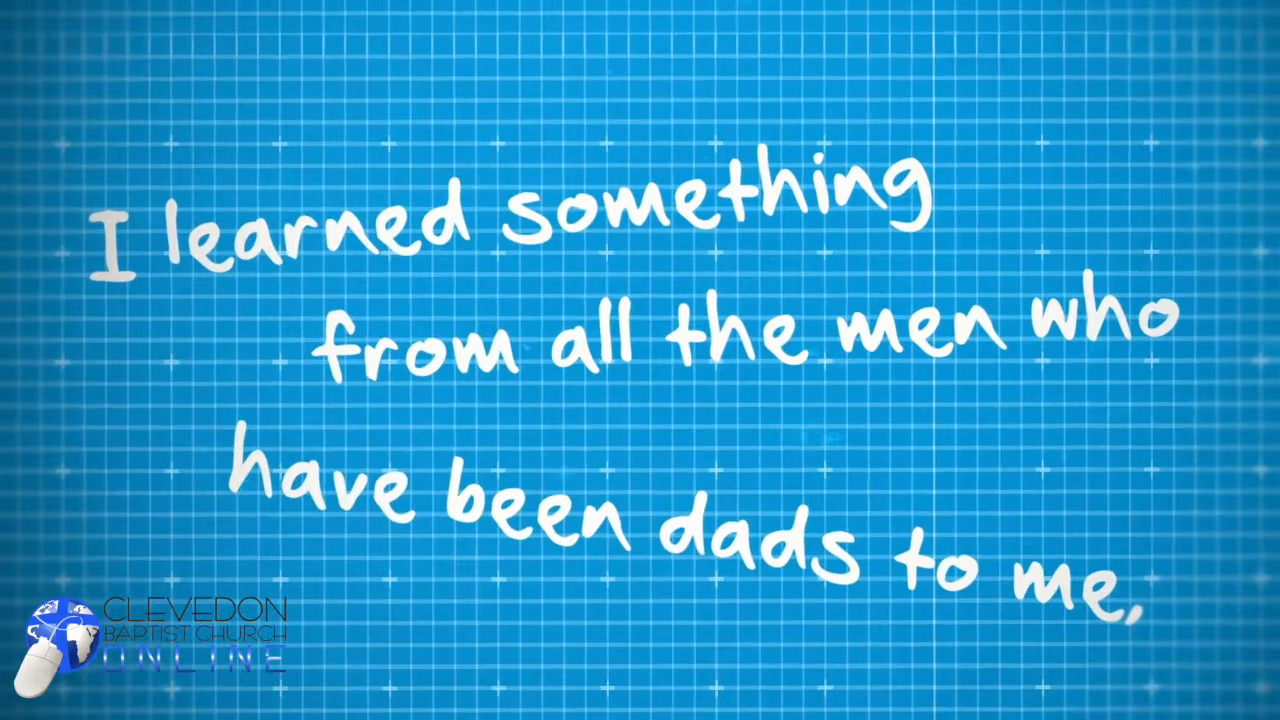 I learned something
from all the men who
have been dads to me,
CLEVEDON
BAPTIST CHURCH
ONLINE